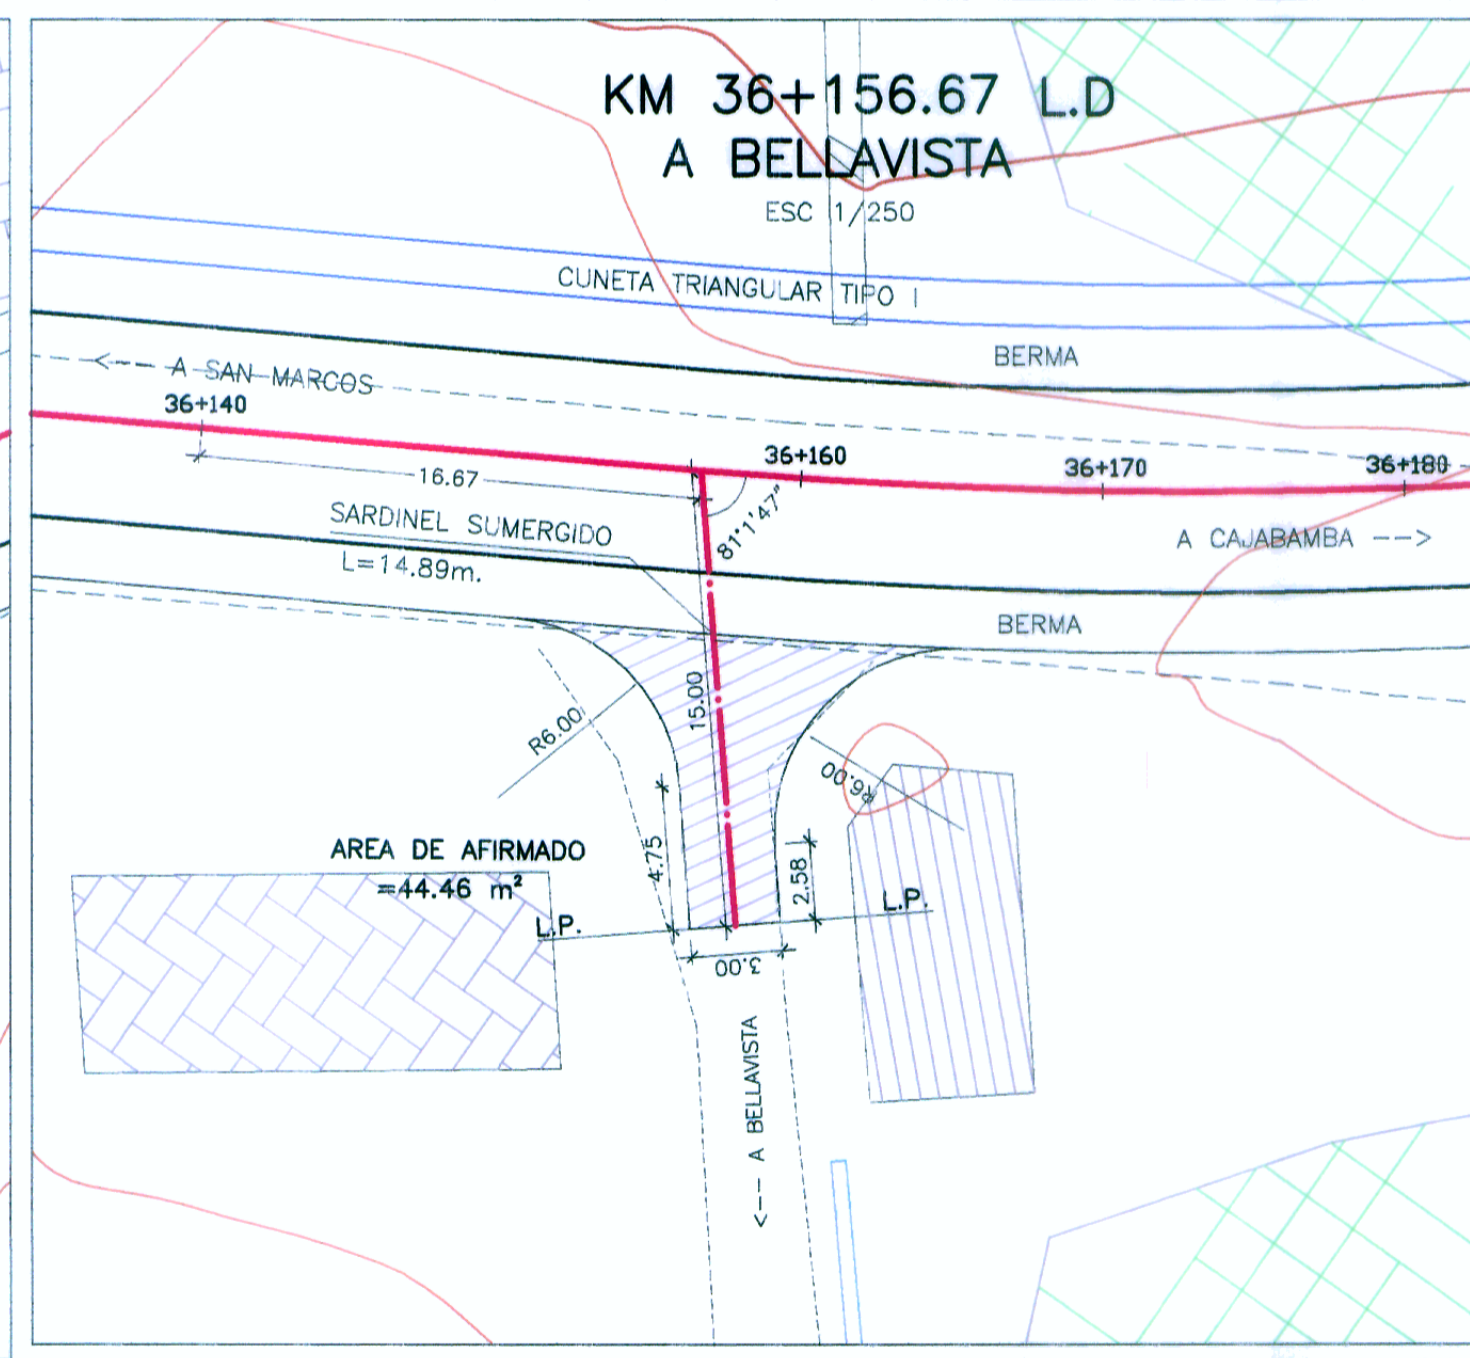 KM 36+156.67 L.D
A BELLAVISTA
ESC 1/250
CUNETA TRIANGULAR TIPO I
BERMA
<--- A SAN MARCOS
36+140
36+160
36+170
36+180
16.67
81°1'47"
SARDINEL SUMERGIDO
L=14.89m.
A CAJABAMBA -->
BERMA
15.00
R6.00
R6.00
4.75
2.58
AREA DE AFIRMADO
=44.46 m²
L.P.
L.P.
3.00
<-- A BELLAVISTA